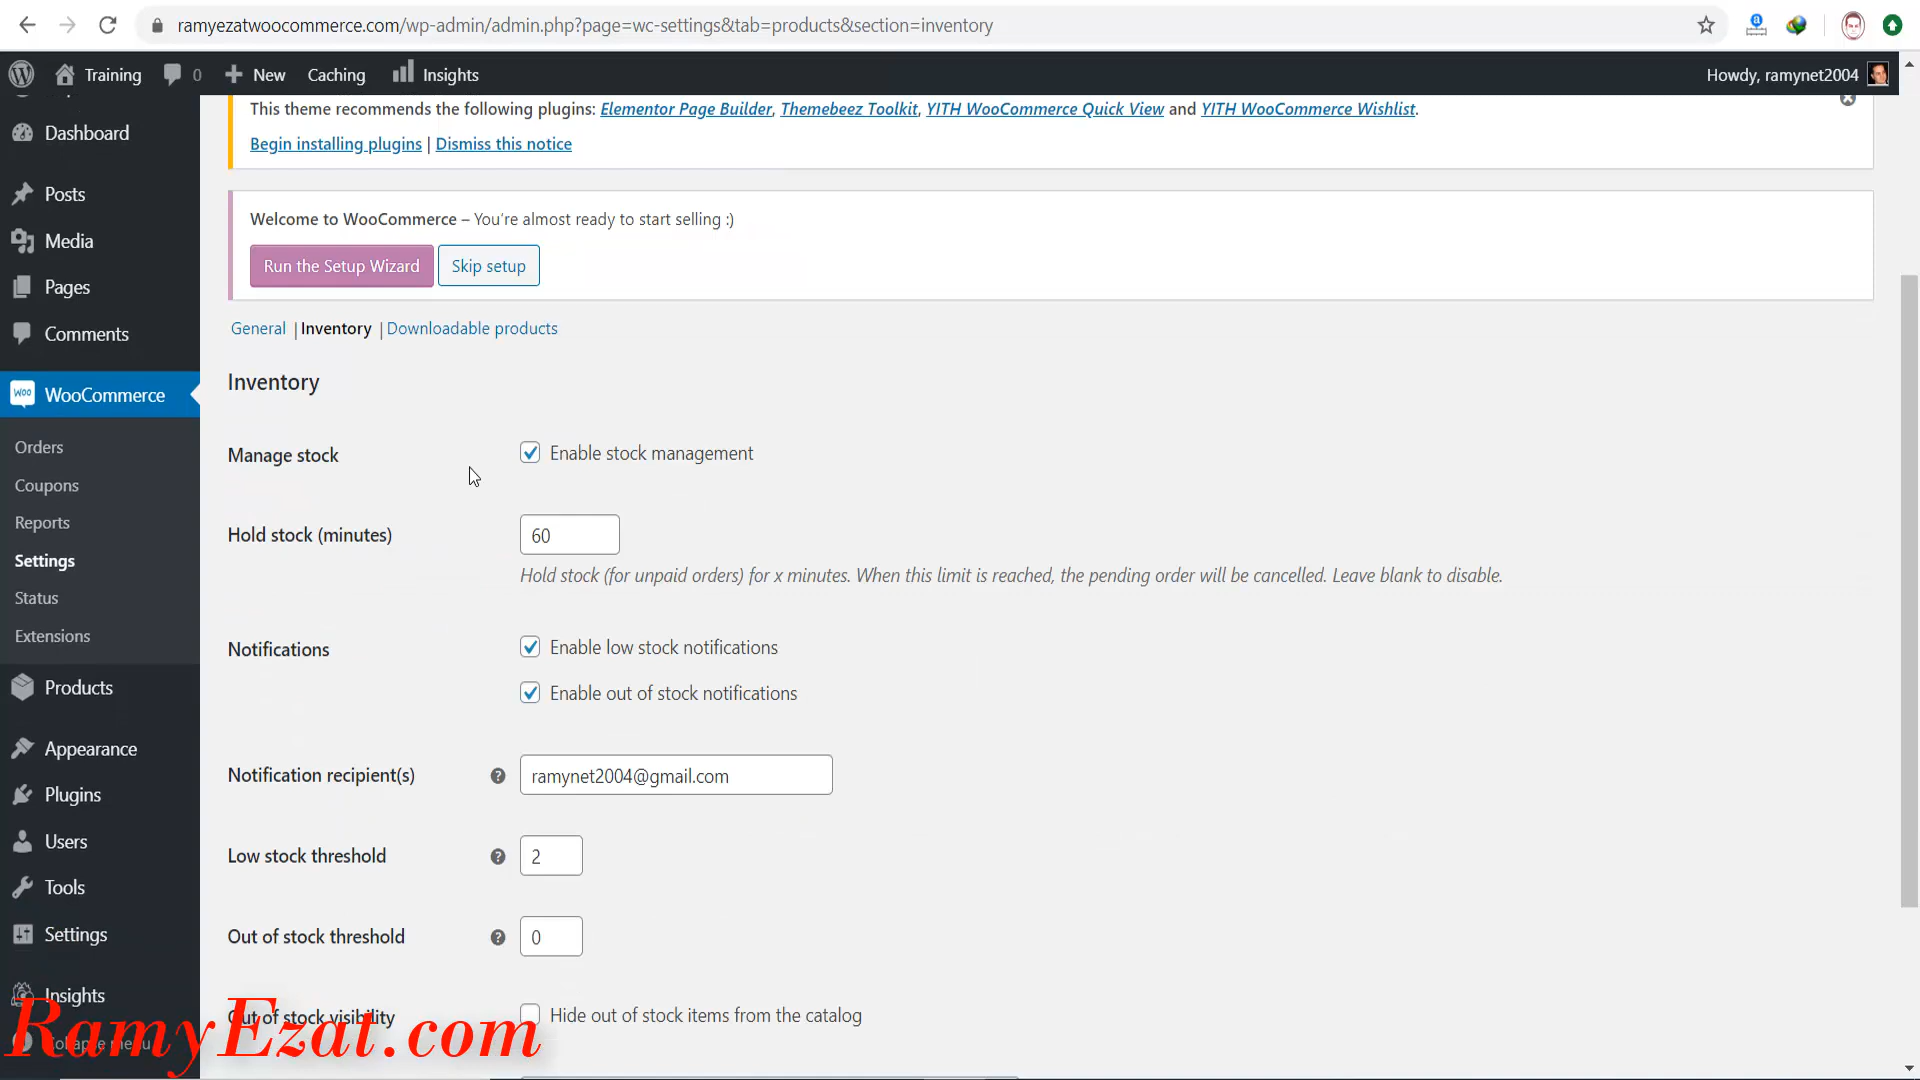 ramyezatwoocommerce.com/wp-admin/admin.php?page=wc-settings&tab=products&section=inventory
Training 0 New Caching Insights Howdy, ramynet2004
This theme recommends the following plugins: Elementor Page Builder, Themebeez Toolkit, YITH WooCommerce Quick View and YITH WooCommerce Wishlist.
Begin installing plugins | Dismiss this notice
Welcome to WooCommerce – You're almost ready to start selling :)
Run the Setup Wizard Skip setup
General | Inventory | Downloadable products
Inventory
Manage stock
Enable stock management
Hold stock (minutes)
60
Hold stock (for unpaid orders) for x minutes. When this limit is reached, the pending order will be cancelled. Leave blank to disable.
Notifications
Enable low stock notifications
Enable out of stock notifications
Notification recipient(s)
ramynet2004@gmail.com
Low stock threshold
2
Out of stock threshold
0
Out of stock visibility
Hide out of stock items from the catalog
Dashboard
Posts
Media
Pages
Comments
Woo WooCommerce
Orders
Coupons
Reports
Settings
Status
Extensions
Products
Appearance
Plugins
Users
Tools
Settings
Insights
Collapse menu
RamyEzat.com